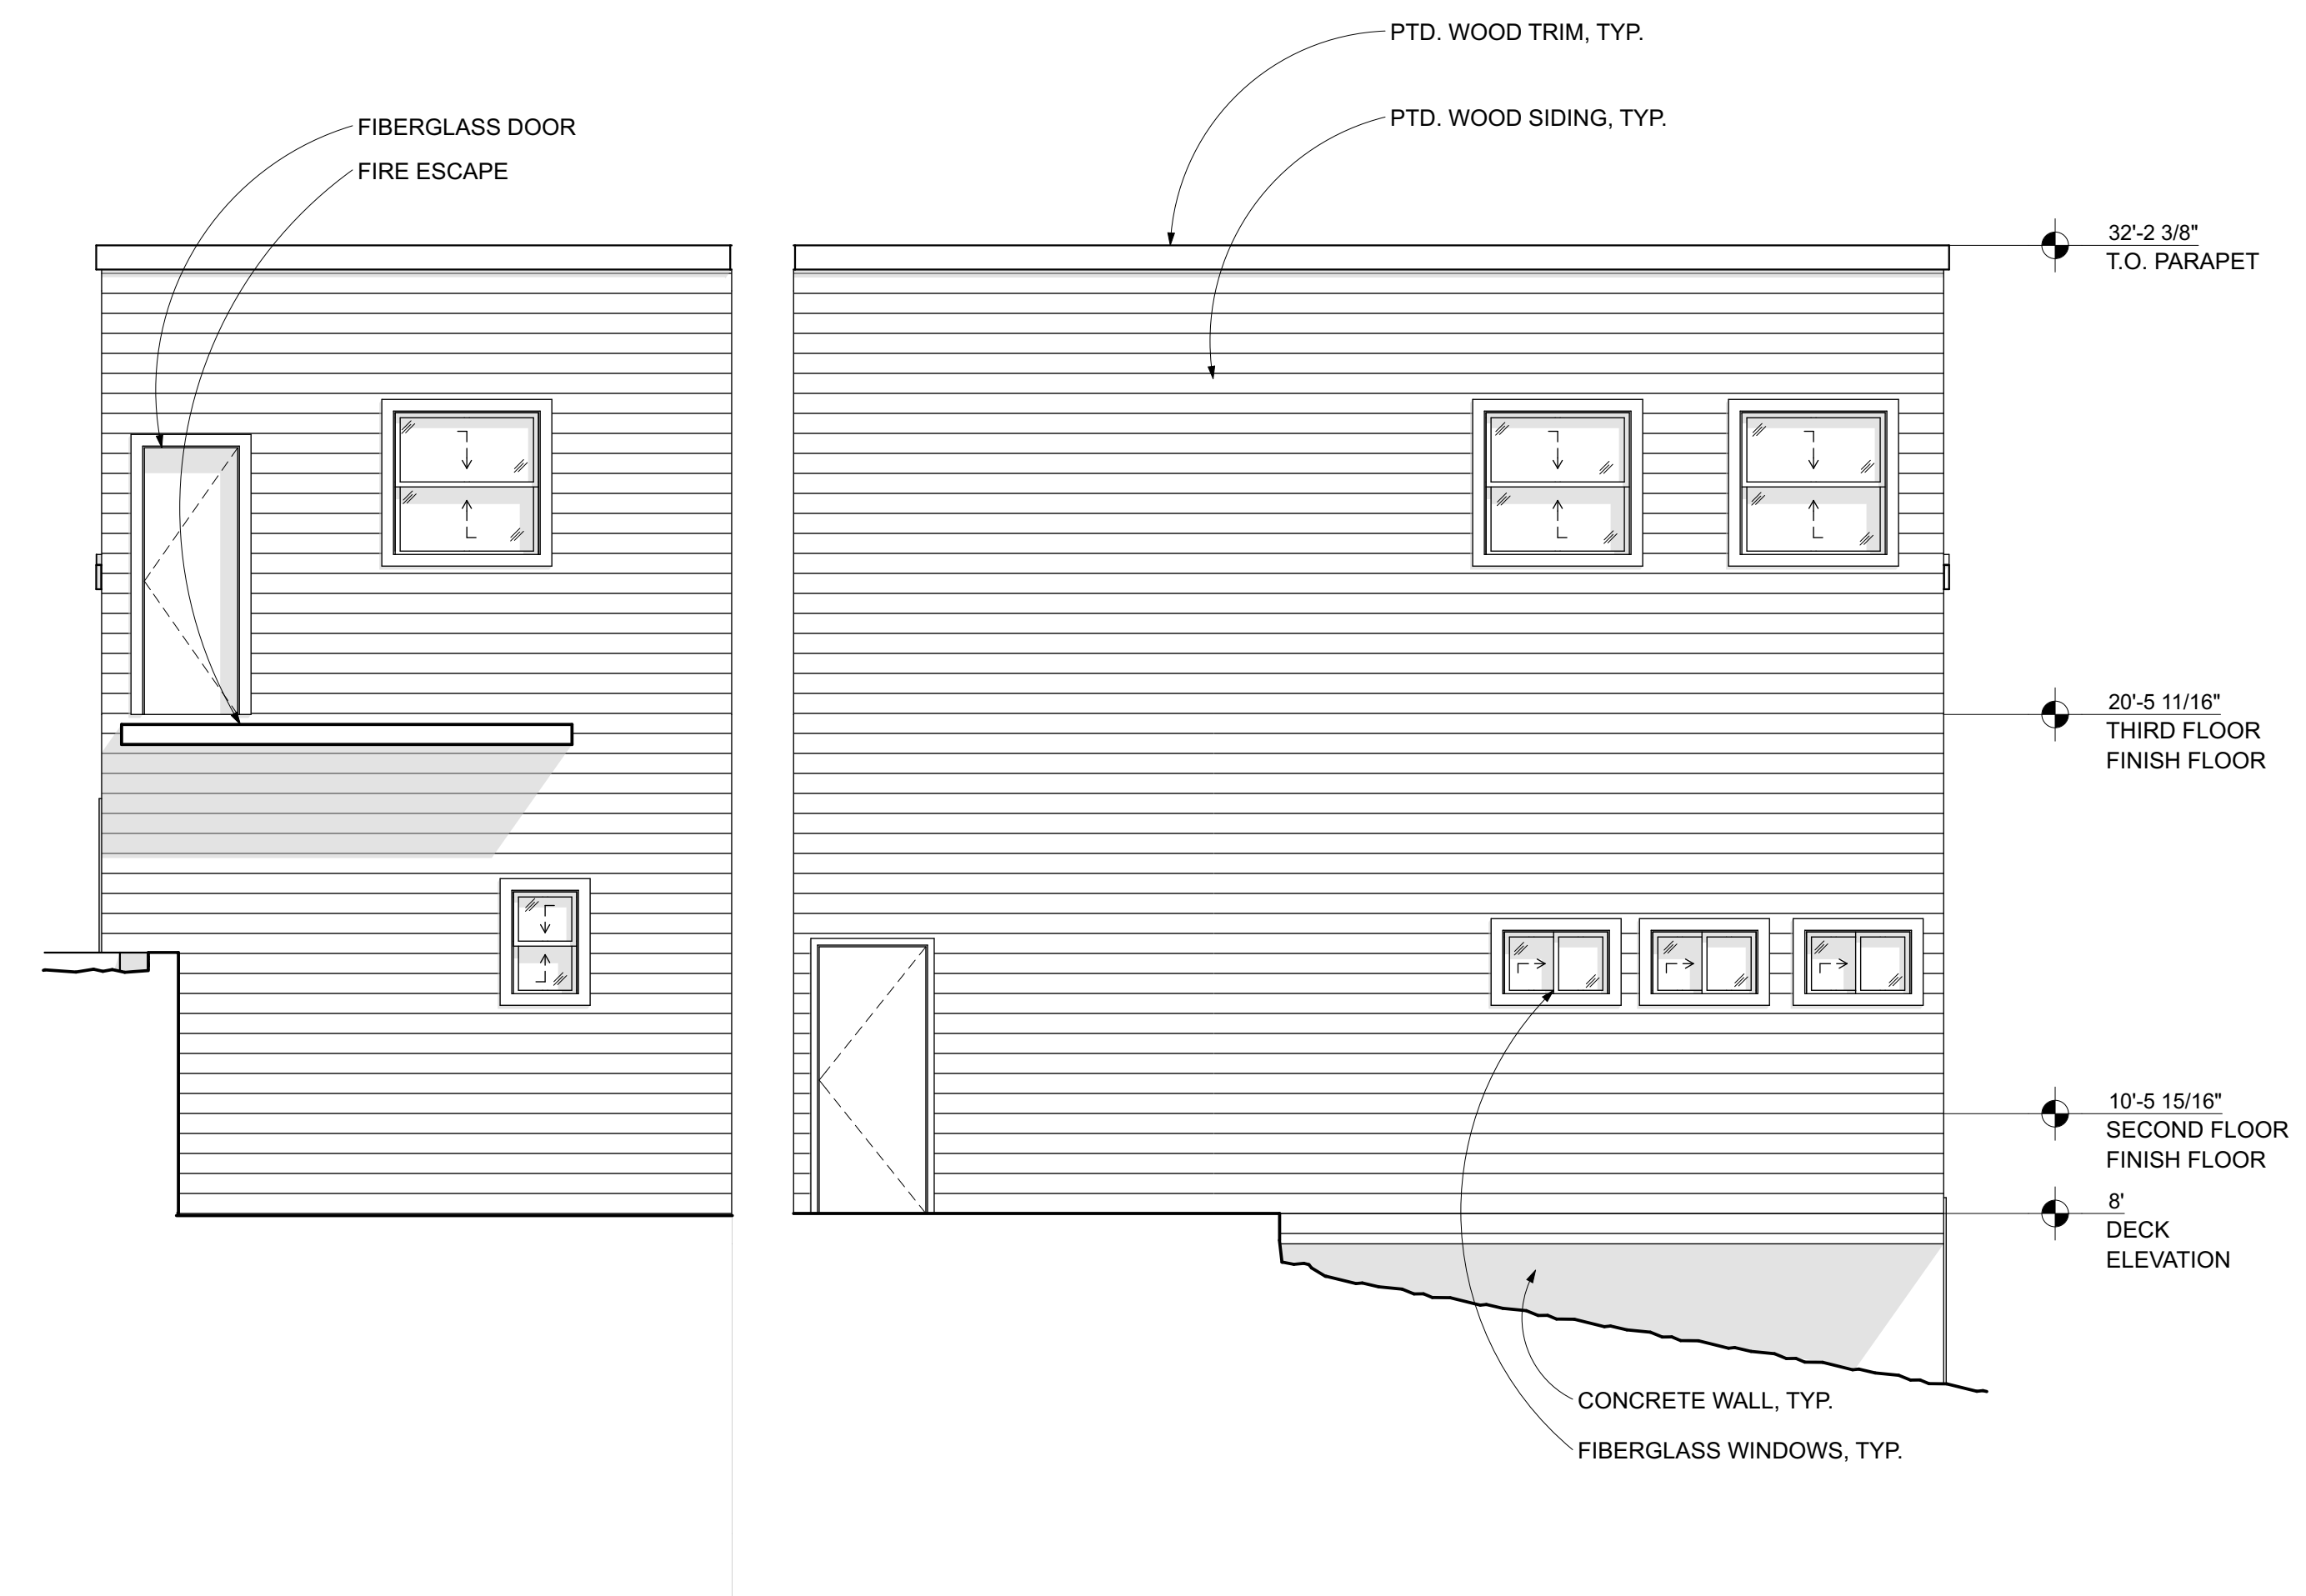 PTD. WOOD TRIM, TYP.
PTD. WOOD SIDING, TYP.
FIBERGLASS DOOR
FIRE ESCAPE
32'-2 3/8"
T.O. PARAPET
20'-5 11/16"
THIRD FLOOR
FINISH FLOOR
10'-5 15/16"
SECOND FLOOR
FINISH FLOOR
8'
DECK
ELEVATION
CONCRETE WALL, TYP.
FIBERGLASS WINDOWS, TYP.